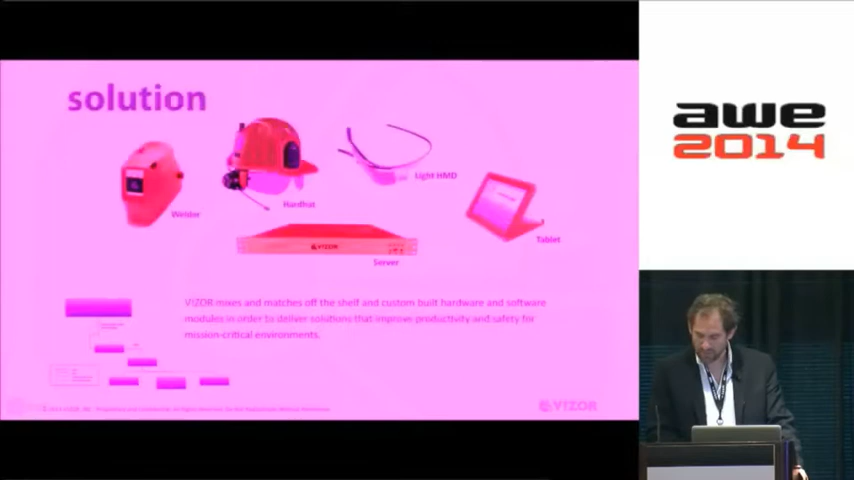 solution
Welder
Hardhat
Light HMD
Tablet
VIZOR
Server
VIZOR mixes and matches off the shelf and custom built hardware and software
modules in order to deliver solutions that improve productivity and safety for
mission-critical environments.
VIZOR
awe
2014